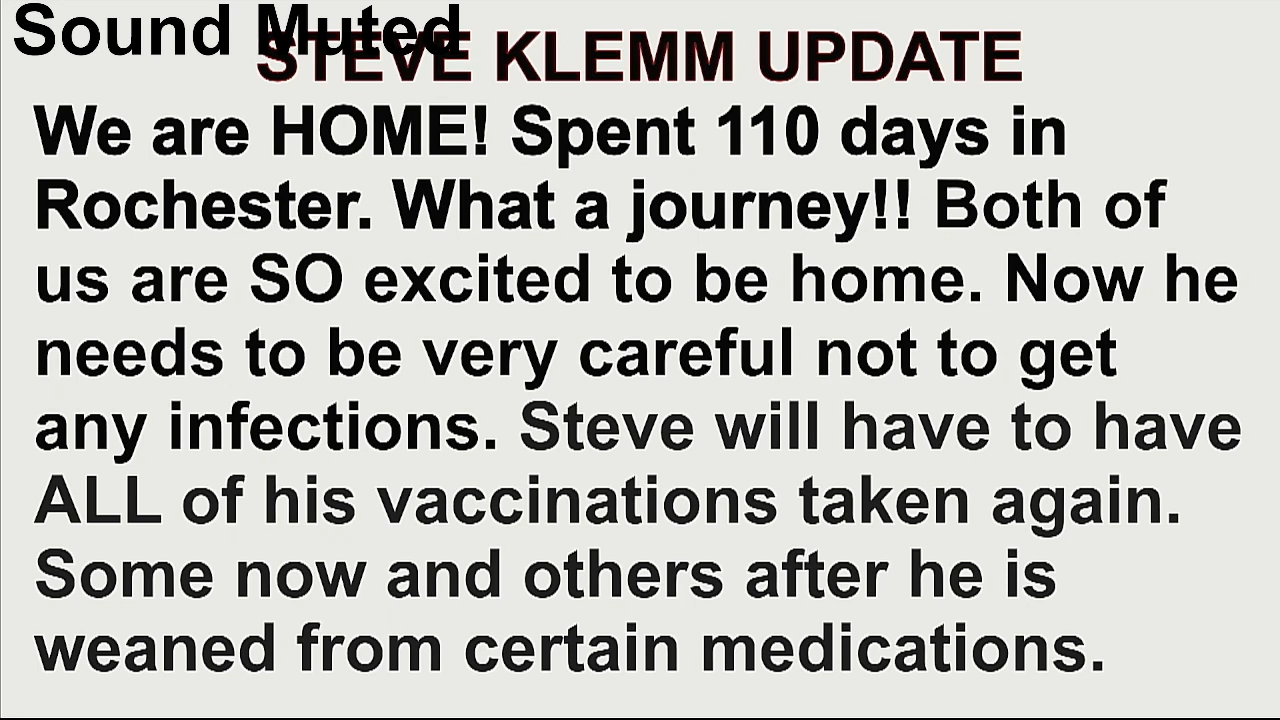 Sound Muted
STEVE KLEMM UPDATE
We are HOME! Spent 110 days in
Rochester. What a journey!! Both of
us are SO excited to be home. Now he
needs to be very careful not to get
any infections. Steve will have to have
ALL of his vaccinations taken again.
Some now and others after he is
weaned from certain medications.